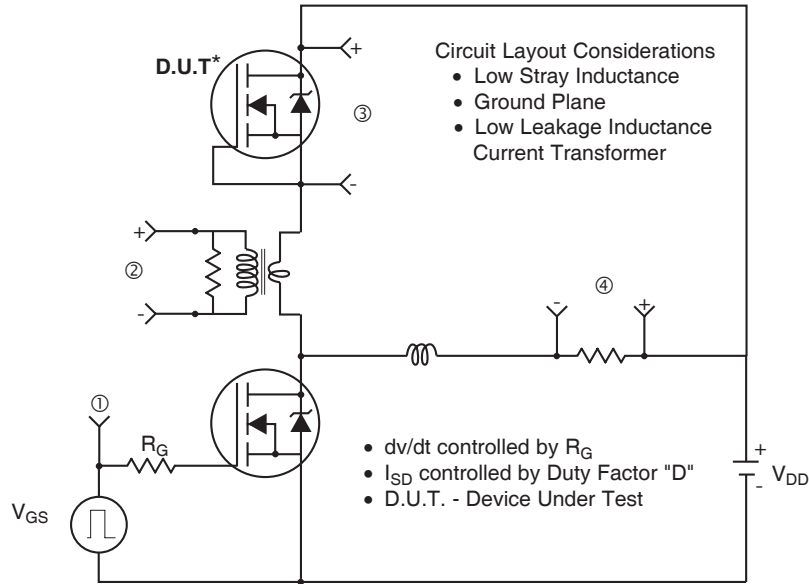 D.U.T*
+
③
-
Circuit Layout Considerations
• Low Stray Inductance
• Ground Plane
• Low Leakage Inductance
Current Transformer
+
②
-
④
- +
①
R_G
V_GS
• dv/dt controlled by R_G
• I_SD controlled by Duty Factor "D"
• D.U.T. - Device Under Test
+
V_DD
-